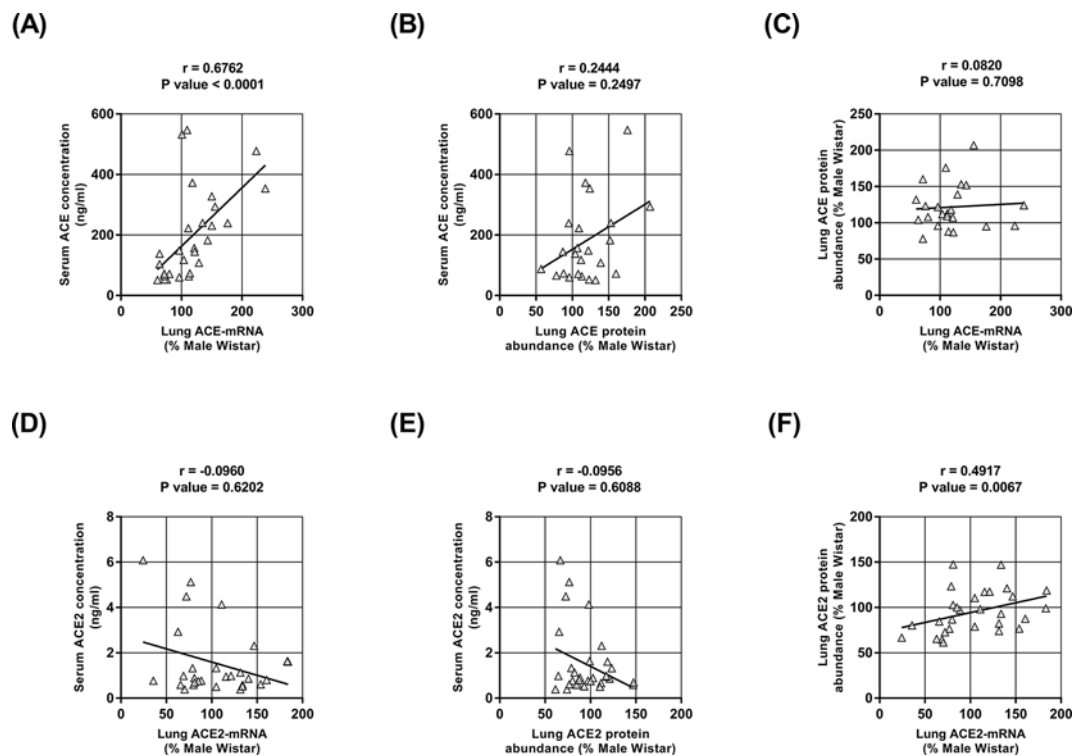 (A)
r = 0.6762
P value < 0.0001
Serum ACE concentration
(ng/ml)
600
400
200
0
0
100
200
300
Lung ACE-mRNA
(% Male Wistar)
(B)
r = 0.2444
P value = 0.2497
Serum ACE concentration
(ng/ml)
600
400
200
0
0
50
100
150
200
250
Lung ACE protein
abundance (% Male Wistar)
(C)
r = 0.0820
P value = 0.7098
Lung ACE protein
abundance (% Male Wistar)
250
200
150
100
50
0
0
100
200
300
Lung ACE-mRNA
(% Male Wistar)
(D)
r = -0.0960
P value = 0.6202
Serum ACE2 concentration
(ng/ml)
8
6
4
2
0
0
50
100
150
200
Lung ACE2-mRNA
(% Male Wistar)
(E)
r = -0.0956
P value = 0.6088
Serum ACE2 concentration
(ng/ml)
8
6
4
2
0
0
50
100
150
200
Lung ACE2 protein
abundance (% Male Wistar)
(F)
r = 0.4917
P value = 0.0067
Lung ACE2 protein
abundance (% Male Wistar)
200
150
100
50
0
0
50
100
150
200
Lung ACE2-mRNA
(% Male Wistar)